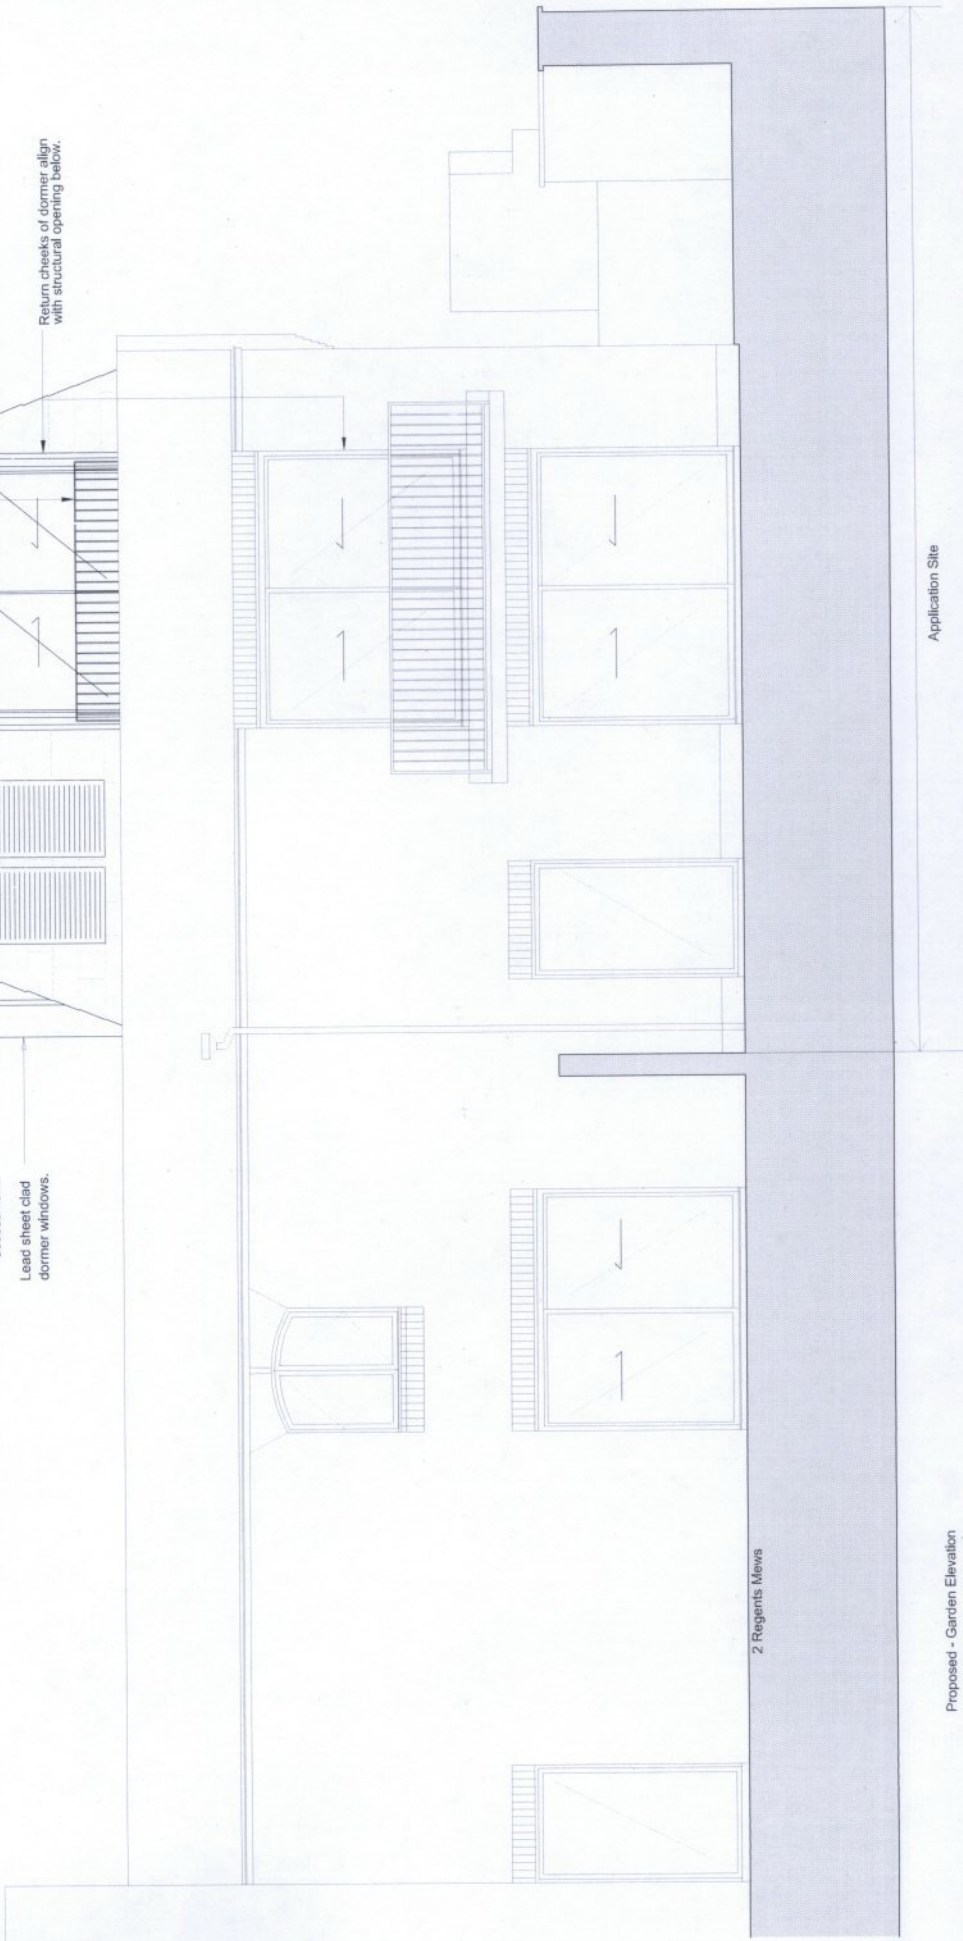 Return cheeks of dormer align
with structural opening below.
Lead sheet clad
dormer windows.
2 Regents Mews
Application Site
Proposed - Garden Elevation